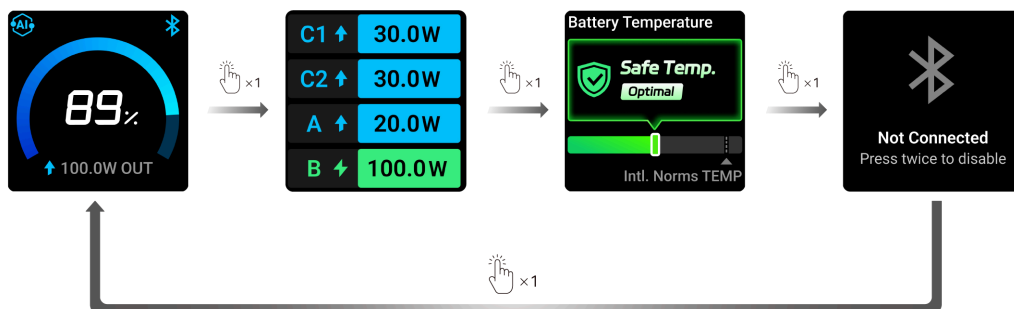 AI
89%
100.0W OUT
×1
C1 30.0W
C2 30.0W
A 20.0W
B 100.0W
×1
Battery Temperature
Safe Temp.
Optimal
Intl. Norms TEMP
×1
Not Connected
Press twice to disable
×1